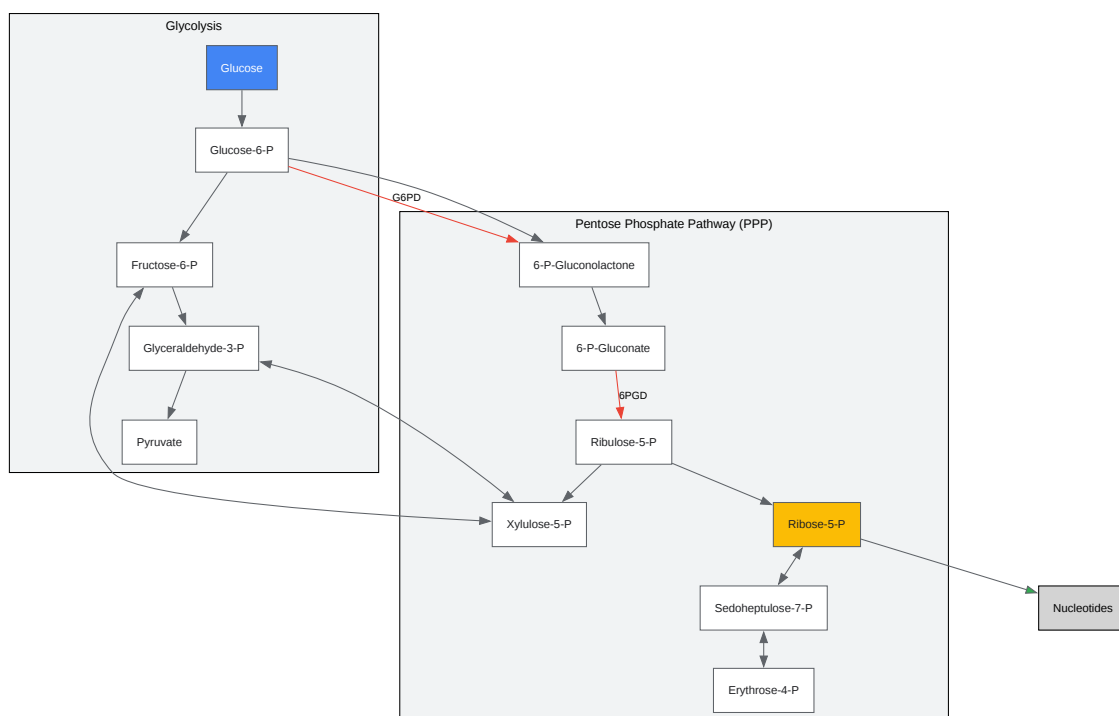 Glycolysis
Glucose
Glucose-6-P
G6PD
Pentose Phosphate Pathway (PPP)
Fructose-6-P
6-P-Gluconolactone
Glyceraldehyde-3-P
6-P-Gluconate
6PGD
Pyruvate
Ribulose-5-P
Xylulose-5-P
Ribose-5-P
Sedoheptulose-7-P
Nucleotides
Erythrose-4-P